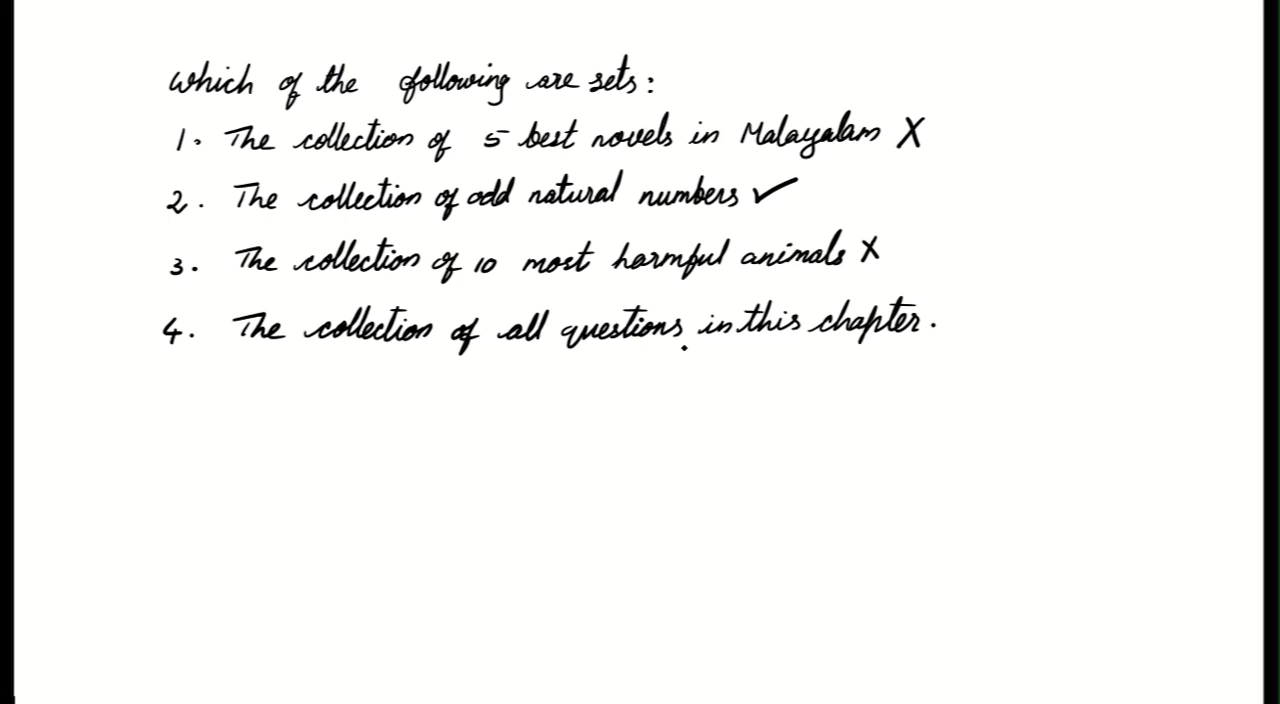 Which of the following are sets:
1. The collection of 5 best novels in Malayalam X
2. The collection of odd natural numbers ✓
3. The collection of 10 most harmful animals X
4. The collection of all questions in this chapter.